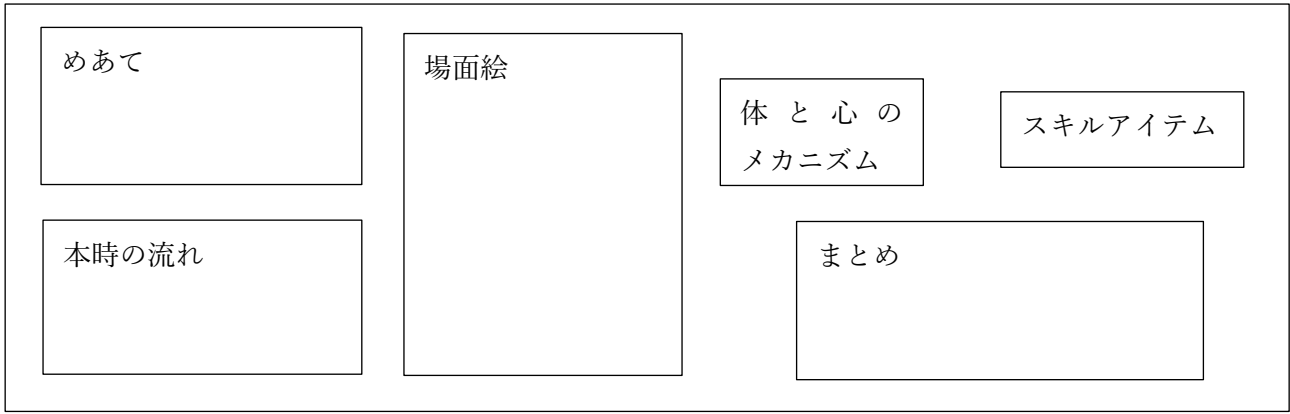 めあて
本時の流れ
場面絵
体と心の
メカニズム
スキルアイテム
まとめ